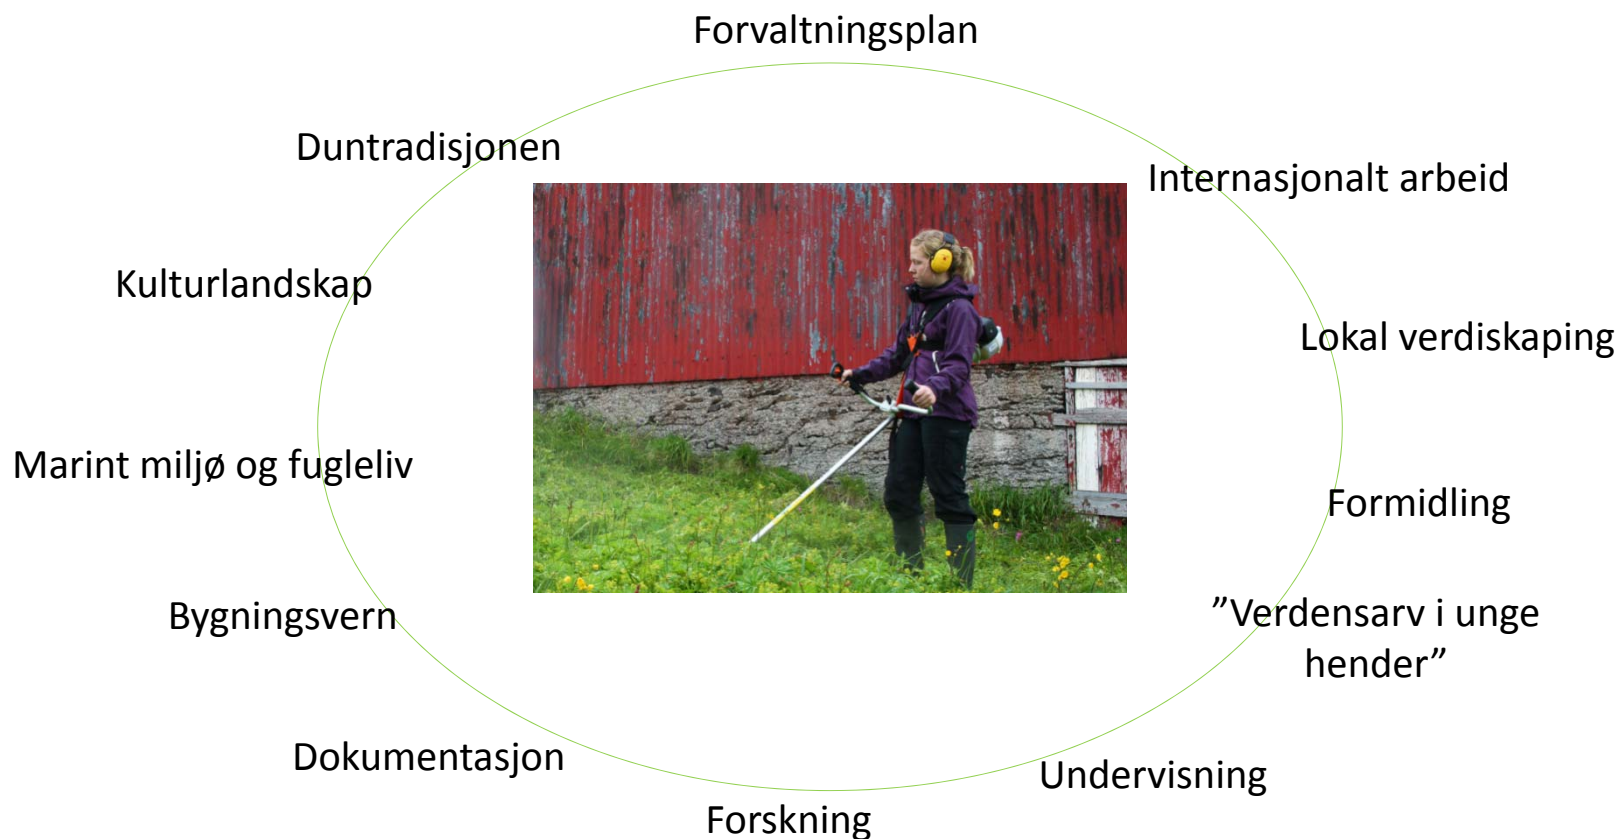 Forvaltningsplan
Duntradisjonen
Internasjonalt arbeid
Kulturlandskap
Lokal verdiskaping
Marint miljø og fugleliv
Formidling
Bygningsvern
”Verdensarv i unge
hender”
Dokumentasjon
Undervisning
Forskning